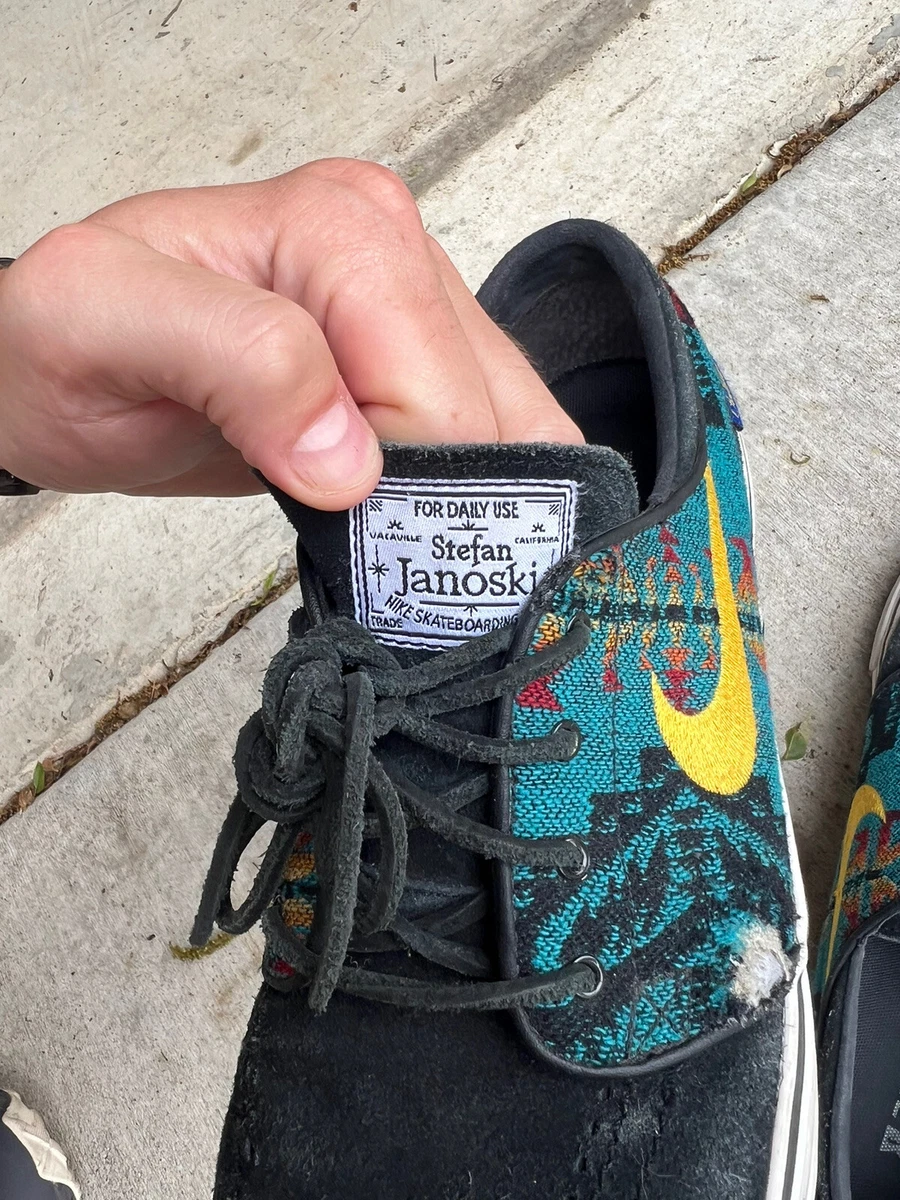 FOR DAILY USE
VACAVILLE CALIFORNIA
Stefan
Janoski
NIKE SKATEBOARDING
TRADE